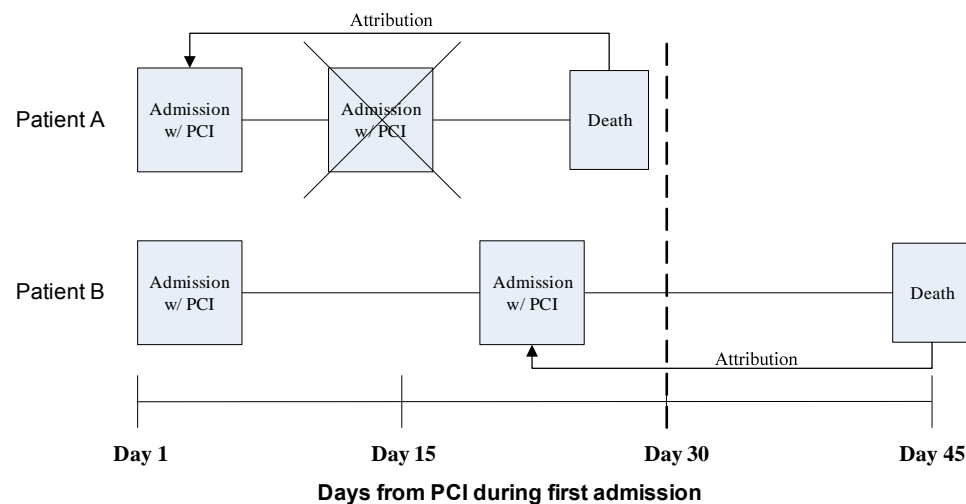 Attribution
Patient A
Admission
w/ PCI
Admission
w/ PCI
Death
Patient B
Admission
w/ PCI
Admission
w/ PCI
Death
Attribution
Day 1
Day 15
Day 30
Day 45
Days from PCI during first admission